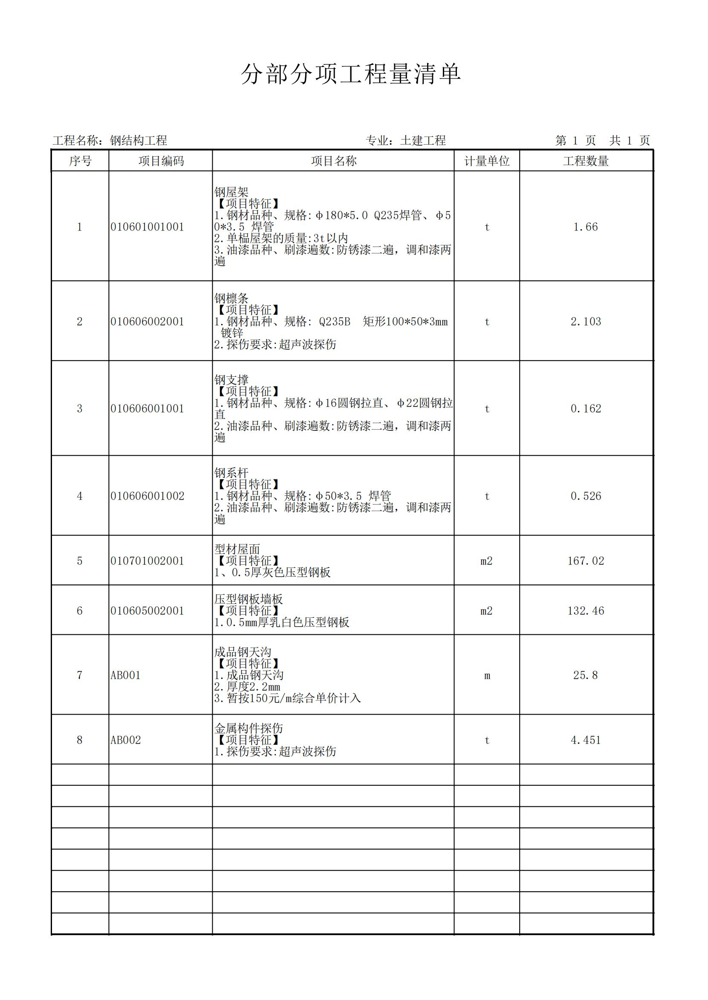 分部分项工程量清单
工程名称：钢结构工程 专业：土建工程 第 1 页 共 1 页
序号 项目编码 项目名称 计量单位 工程数量
1 010601001001 钢屋架
【项目特征】
1.钢材品种、规格:φ180*5.0 Q235焊管、φ5
0*3.5 焊管
2.单榀屋架的质量:3t以内
3.油漆品种、刷漆遍数:防锈漆二遍，调和漆两
遍
t 1.66
2 010606002001 钢檩条
【项目特征】
1.钢材品种、规格: Q235B 矩形100*50*3mm
镀锌
2.探伤要求:超声波探伤
t 2.103
3 010606001001 钢支撑
【项目特征】
1.钢材品种、规格:φ16圆钢拉直、φ22圆钢拉
直
2.油漆品种、刷漆遍数:防锈漆二遍，调和漆两
遍
t 0.162
4 010606001002 钢系杆
【项目特征】
1.钢材品种、规格:φ50*3.5 焊管
2.油漆品种、刷漆遍数:防锈漆二遍，调和漆两
遍
t 0.526
5 010701002001 型材屋面
【项目特征】
1、0.5厚灰色压型钢板
m2 167.02
6 010605002001 压型钢板墙板
【项目特征】
1.0.5mm厚乳白色压型钢板
m2 132.46
7 AB001 成品钢天沟
【项目特征】
1.成品钢天沟
2.厚度2.2mm
3.暂按150元/m综合单价计入
m 25.8
8 AB002 金属构件探伤
【项目特征】
1.探伤要求:超声波探伤
t 4.451